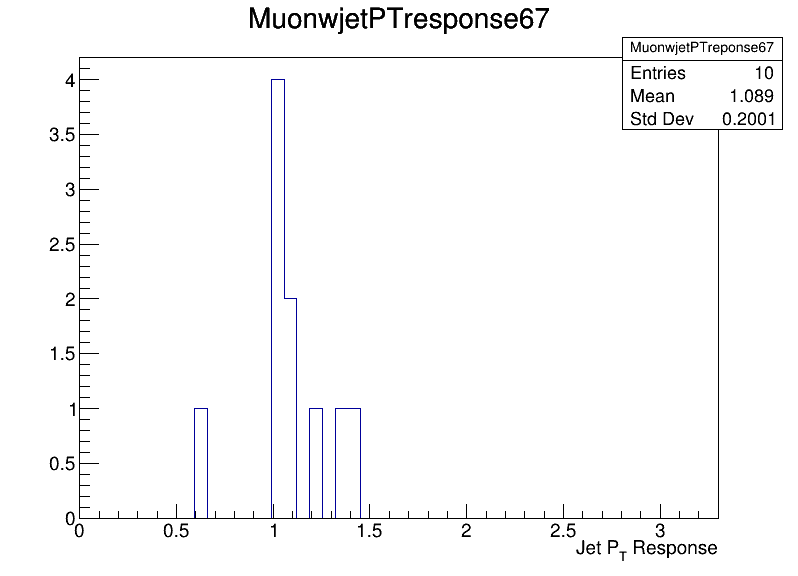 MuonwjetPTresponse67
MuonwjetPTreponse67
Entries 10
Mean 1.089
Std Dev 0.2001
4
3.5
3
2.5
2
1.5
1
0.5
0
0 0.5 1 1.5 2 2.5 3
Jet PT Response